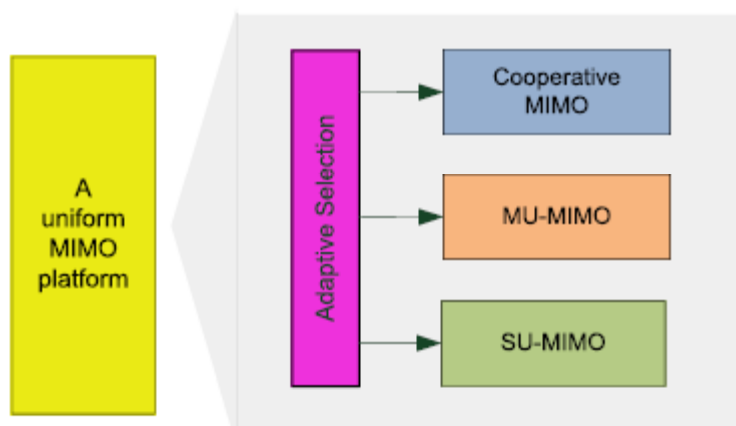 A
uniform
MIMO
platform
Adaptive Selection
Cooperative
MIMO
MU-MIMO
SU-MIMO